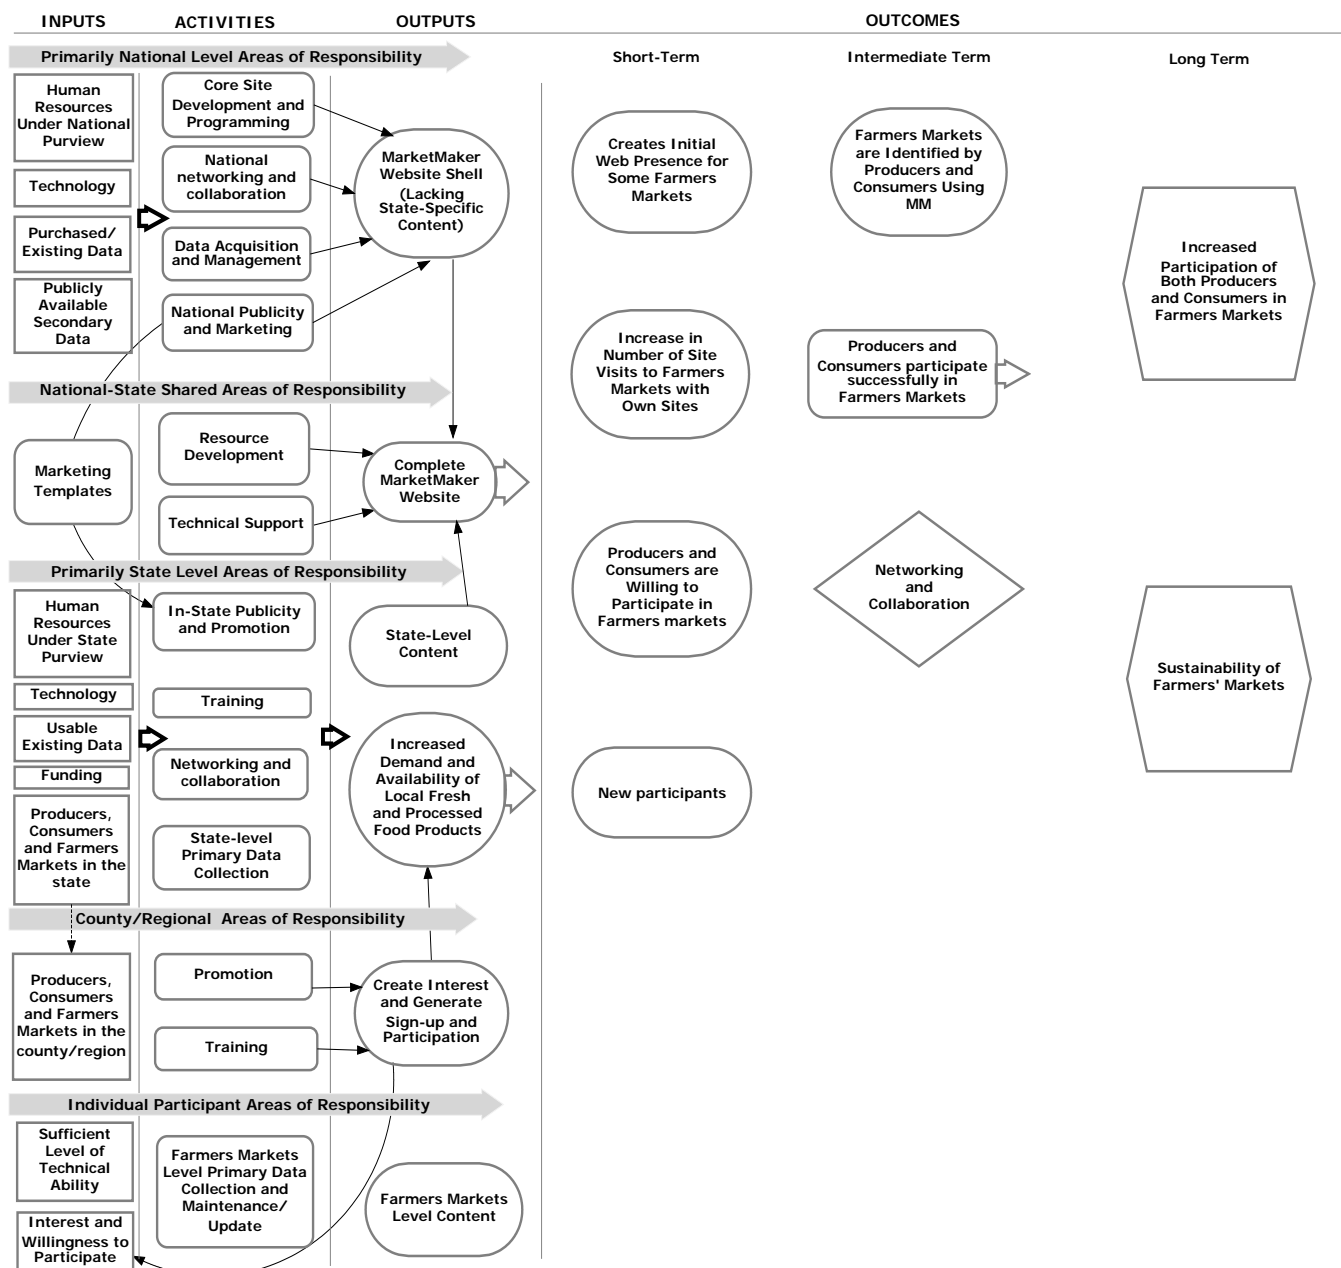 INPUTS
ACTIVITIES
OUTPUTS
OUTCOMES
Primarily National Level Areas of Responsibility
Short-Term
Intermediate Term
Long Term
Human
Resources
Under National
Purview
Technology
Purchased/
Existing Data
Publicly
Available
Secondary
Data
Core Site
Development and
Programming
National
networking and
collaboration
Data Acquisition
and Management
National Publicity
and Marketing
MarketMaker
Website Shell
(Lacking
State-Specific
Content)
Creates Initial
Web Presence for
Some Farmers
Markets
Farmers Markets
are Identified by
Producers and
Consumers Using
MM
Increased
Participation of
Both Producers
and Consumers in
Farmers Markets
Increase in
Number of Site
Visits to Farmers
Markets with
Own Sites
Producers and
Consumers participate
successfully in
Farmers Markets
National-State Shared Areas of Responsibility
Marketing
Templates
Resource
Development
Technical Support
Complete
MarketMaker
Website
Producers and
Consumers are
Willing to
Participate in
Farmers markets
Networking
and
Collaboration
Primarily State Level Areas of Responsibility
Human
Resources
Under State
Purview
Technology
Usable
Existing Data
Funding
Producers,
Consumers
and Farmers
Markets in the
state
In-State Publicity
and Promotion
Training
Networking and
collaboration
State-level
Primary Data
Collection
State-Level
Content
Increased
Demand and
Availability of
Local Fresh
and Processed
Food Products
New participants
Sustainability of
Farmers' Markets
County/Regional Areas of Responsibility
Producers,
Consumers
and Farmers
Markets in the
county/region
Promotion
Training
Create Interest
and Generate
Sign-up and
Participation
Individual Participant Areas of Responsibility
Sufficient
Level of
Technical
Ability
Interest and
Willingness to
Participate
Farmers Markets
Level Primary Data
Collection and
Maintenance/
Update
Farmers Markets
Level Content